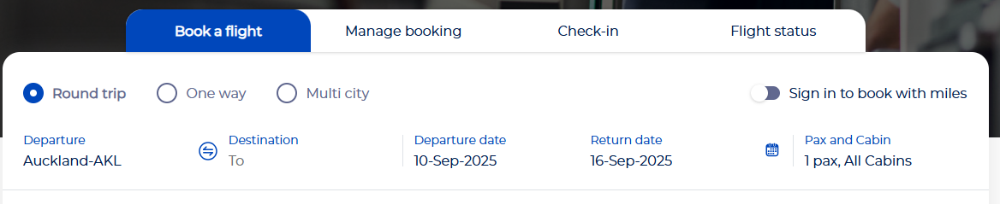 Book a flight Manage booking Check-in Flight status
Round trip One way Multi city Sign in to book with miles
Departure Destination Departure date Return date Pax and Cabin
Auckland-AKL To 10-Sep-2025 16-Sep-2025 1 pax, All Cabins